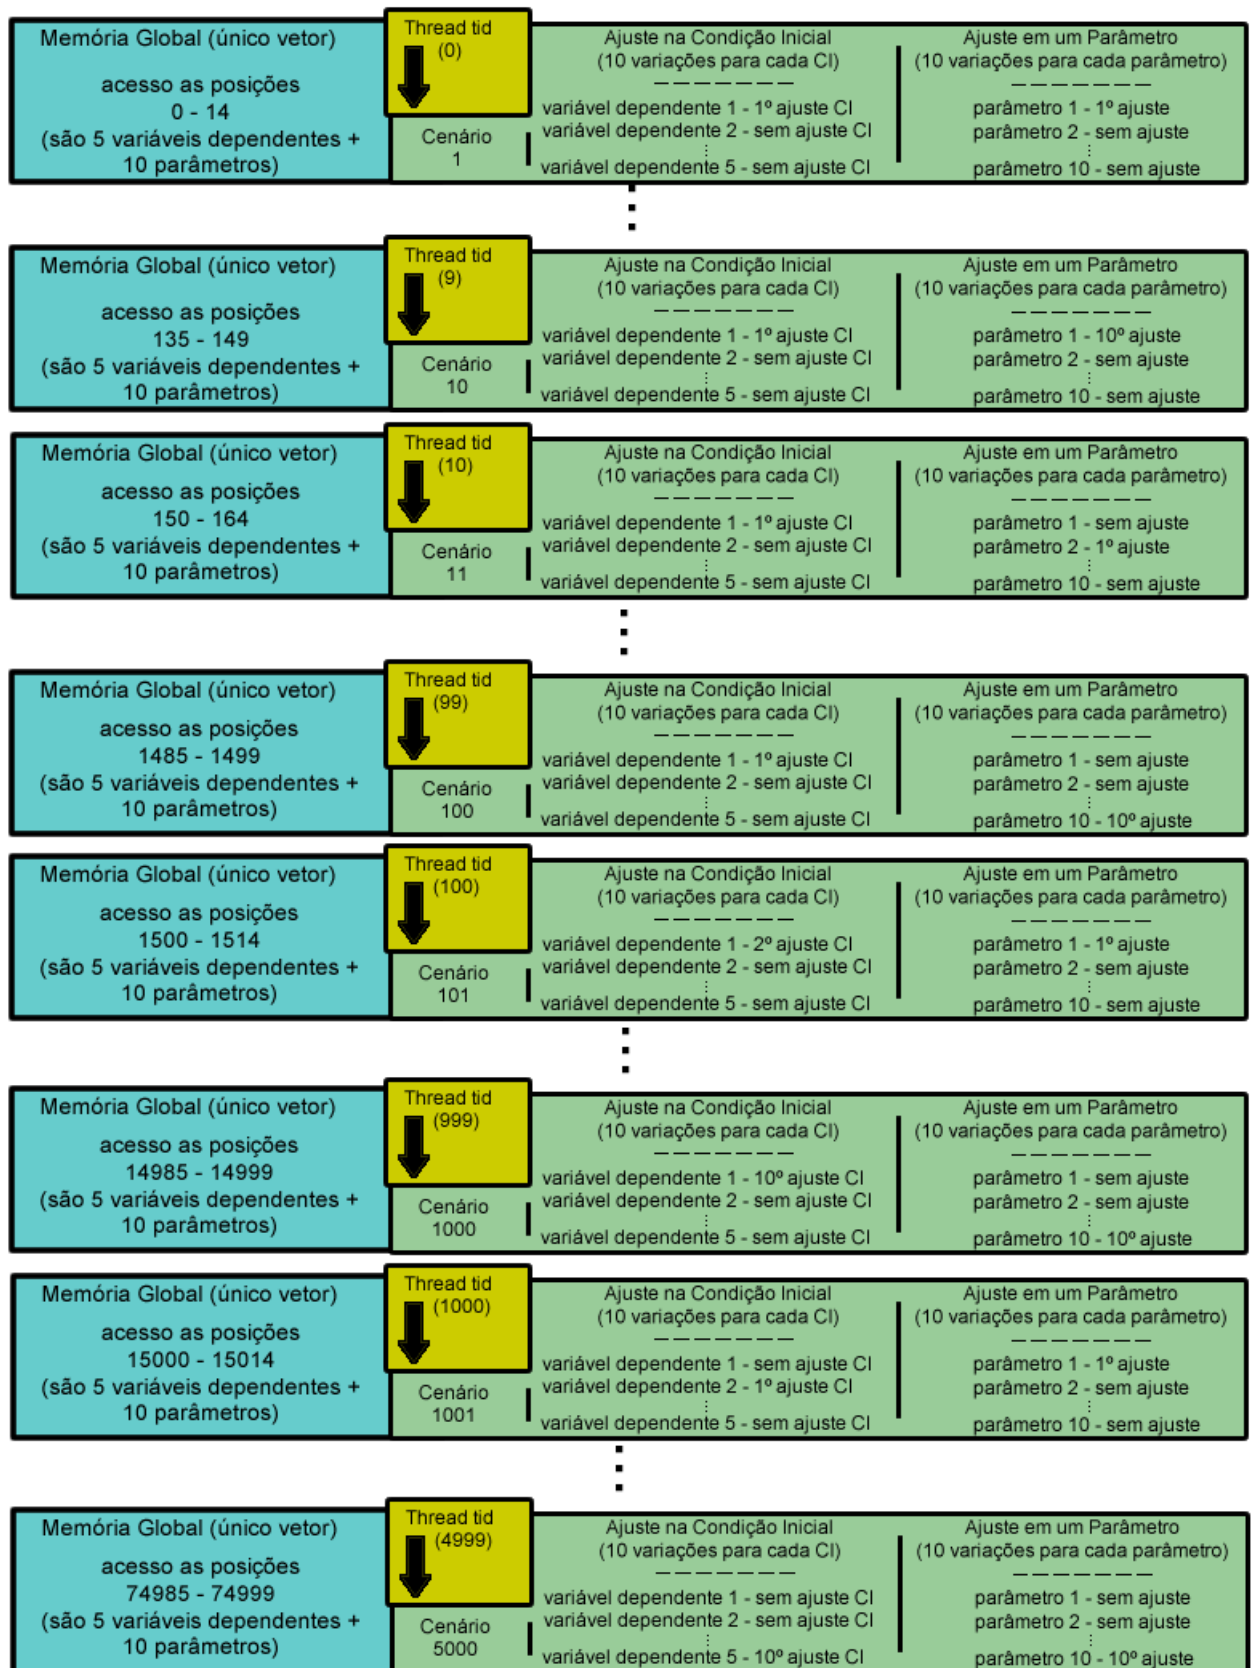 Memória Global (único vetor)
acesso as posições
0 - 14
(são 5 variáveis dependentes +
10 parâmetros)
Thread tid
(0)
Cenário
1
Ajuste na Condição Inicial
(10 variações para cada CI)
variável dependente 1 - 1º ajuste CI
variável dependente 2 - sem ajuste CI
variável dependente 5 - sem ajuste CI
Ajuste em um Parâmetro
(10 variações para cada parâmetro)
parâmetro 1 - 1º ajuste
parâmetro 2 - sem ajuste
parâmetro 10 - sem ajuste
Memória Global (único vetor)
acesso as posições
135 - 149
(são 5 variáveis dependentes +
10 parâmetros)
Thread tid
(9)
Cenário
10
Ajuste na Condição Inicial
(10 variações para cada CI)
variável dependente 1 - 1º ajuste CI
variável dependente 2 - sem ajuste CI
variável dependente 5 - sem ajuste CI
Ajuste em um Parâmetro
(10 variações para cada parâmetro)
parâmetro 1 - 10º ajuste
parâmetro 2 - sem ajuste
parâmetro 10 - sem ajuste
Memória Global (único vetor)
acesso as posições
150 - 164
(são 5 variáveis dependentes +
10 parâmetros)
Thread tid
(10)
Cenário
11
Ajuste na Condição Inicial
(10 variações para cada CI)
variável dependente 1 - 1º ajuste CI
variável dependente 2 - sem ajuste CI
variável dependente 5 - sem ajuste CI
Ajuste em um Parâmetro
(10 variações para cada parâmetro)
parâmetro 1 - sem ajuste
parâmetro 2 - 1º ajuste
parâmetro 10 - sem ajuste
Memória Global (único vetor)
acesso as posições
1485 - 1499
(são 5 variáveis dependentes +
10 parâmetros)
Thread tid
(99)
Cenário
100
Ajuste na Condição Inicial
(10 variações para cada CI)
variável dependente 1 - 1º ajuste CI
variável dependente 2 - sem ajuste CI
variável dependente 5 - sem ajuste CI
Ajuste em um Parâmetro
(10 variações para cada parâmetro)
parâmetro 1 - sem ajuste
parâmetro 2 - sem ajuste
parâmetro 10 - 10º ajuste
Memória Global (único vetor)
acesso as posições
1500 - 1514
(são 5 variáveis dependentes +
10 parâmetros)
Thread tid
(100)
Cenário
101
Ajuste na Condição Inicial
(10 variações para cada CI)
variável dependente 1 - 2º ajuste CI
variável dependente 2 - sem ajuste CI
variável dependente 5 - sem ajuste CI
Ajuste em um Parâmetro
(10 variações para cada parâmetro)
parâmetro 1 - 1º ajuste
parâmetro 2 - sem ajuste
parâmetro 10 - sem ajuste
Memória Global (único vetor)
acesso as posições
14985 - 14999
(são 5 variáveis dependentes +
10 parâmetros)
Thread tid
(999)
Cenário
1000
Ajuste na Condição Inicial
(10 variações para cada CI)
variável dependente 1 - 10º ajuste CI
variável dependente 2 - sem ajuste CI
variável dependente 5 - sem ajuste CI
Ajuste em um Parâmetro
(10 variações para cada parâmetro)
parâmetro 1 - sem ajuste
parâmetro 2 - sem ajuste
parâmetro 10 - 10º ajuste
Memória Global (único vetor)
acesso as posições
15000 - 15014
(são 5 variáveis dependentes +
10 parâmetros)
Thread tid
(1000)
Cenário
1001
Ajuste na Condição Inicial
(10 variações para cada CI)
variável dependente 1 - sem ajuste CI
variável dependente 2 - 1º ajuste CI
variável dependente 5 - sem ajuste CI
Ajuste em um Parâmetro
(10 variações para cada parâmetro)
parâmetro 1 - 1º ajuste
parâmetro 2 - sem ajuste
parâmetro 10 - sem ajuste
Memória Global (único vetor)
acesso as posições
74985 - 74999
(são 5 variáveis dependentes +
10 parâmetros)
Thread tid
(4999)
Cenário
5000
Ajuste na Condição Inicial
(10 variações para cada CI)
variável dependente 1 - sem ajuste CI
variável dependente 2 - sem ajuste CI
variável dependente 5 - 10º ajuste CI
Ajuste em um Parâmetro
(10 variações para cada parâmetro)
parâmetro 1 - sem ajuste
parâmetro 2 - sem ajuste
parâmetro 10 - 10º ajuste